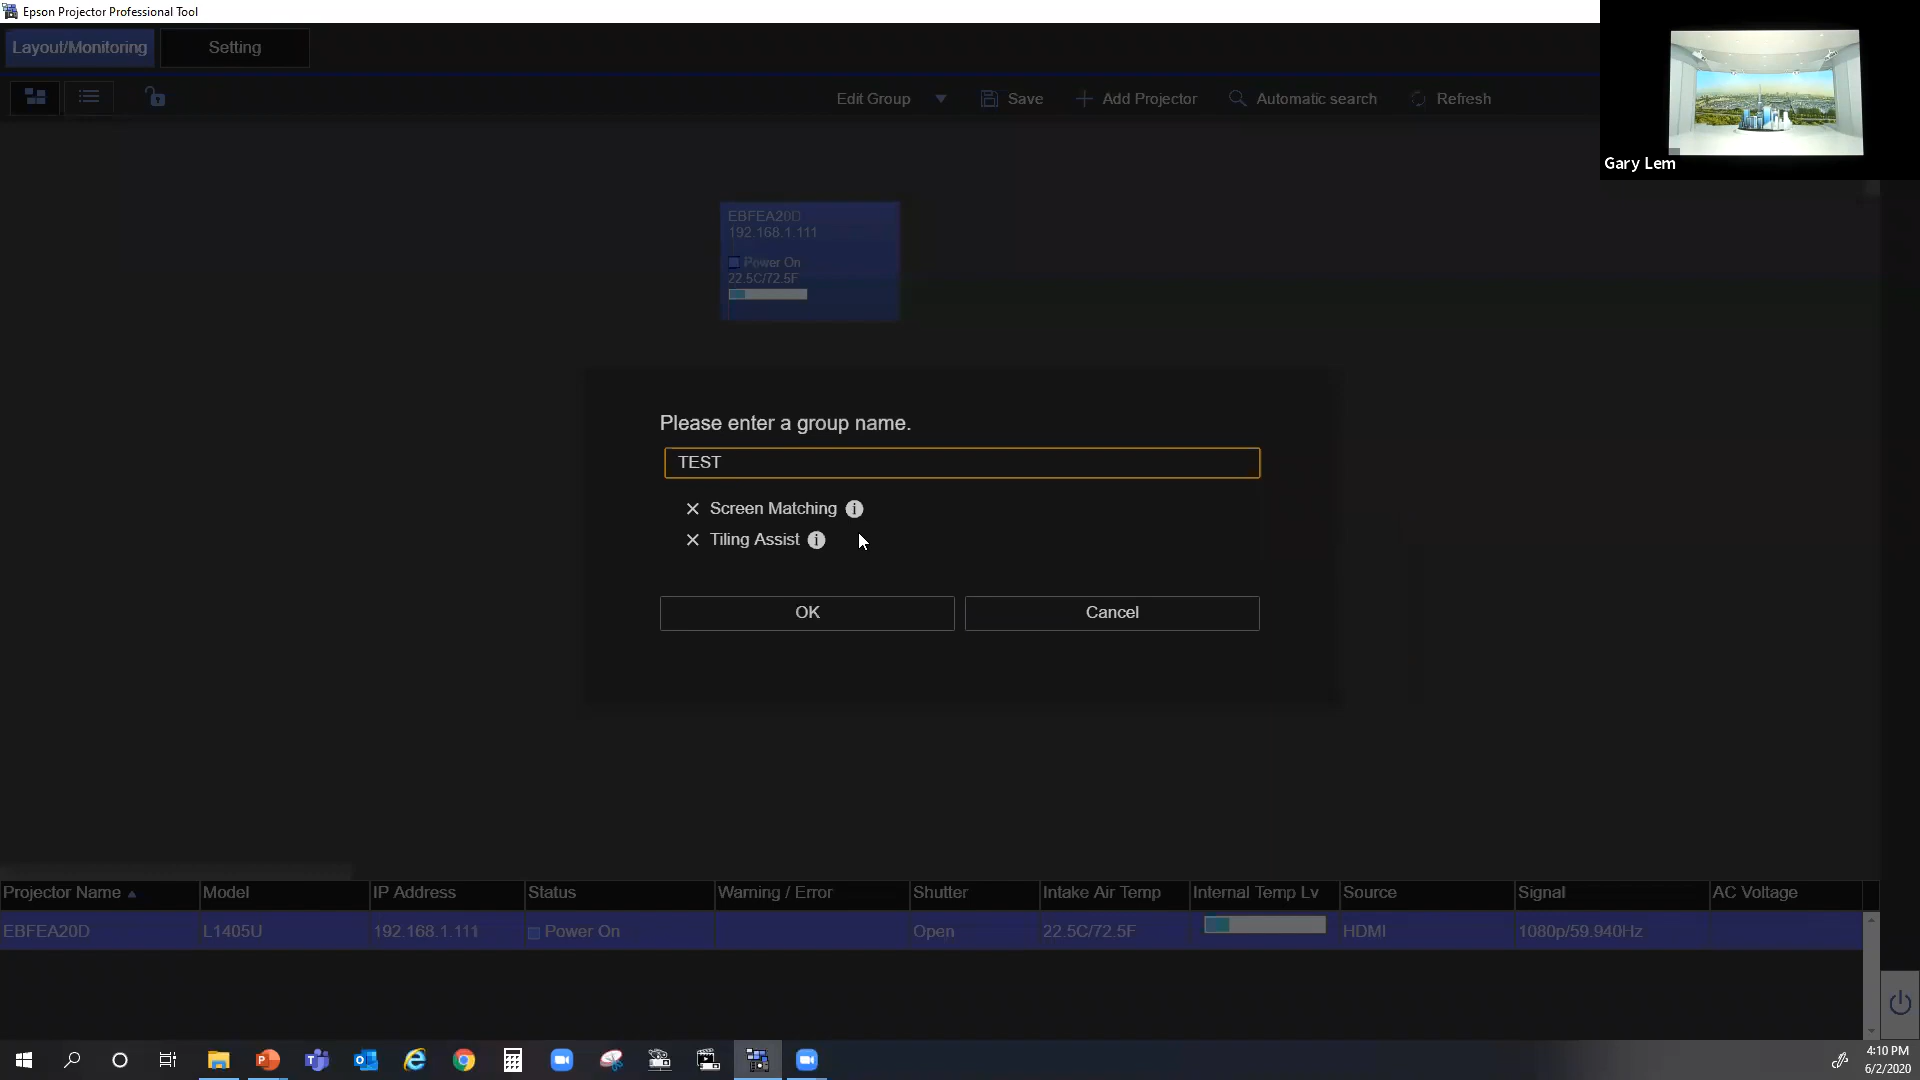 Epson Projector Professional Tool
Layout/Monitoring
Setting
Edit Group
Save
Add Projector
Automatic search
Refresh
Gary Lem
EBFEA20D
192.168.1.111
Power On
22.5C/72.5F
Please enter a group name.
TEST
Screen Matching
Tiling Assist
OK
Cancel
Projector Name Model IP Address Status Warning / Error Shutter Intake Air Temp Internal Temp Lv Source Signal AC Voltage
EBFEA20D L1405U 192.168.1.111 Power On Open 22.5C/72.5F HDMI 1080p/59.940Hz
4:10 PM
6/2/2020